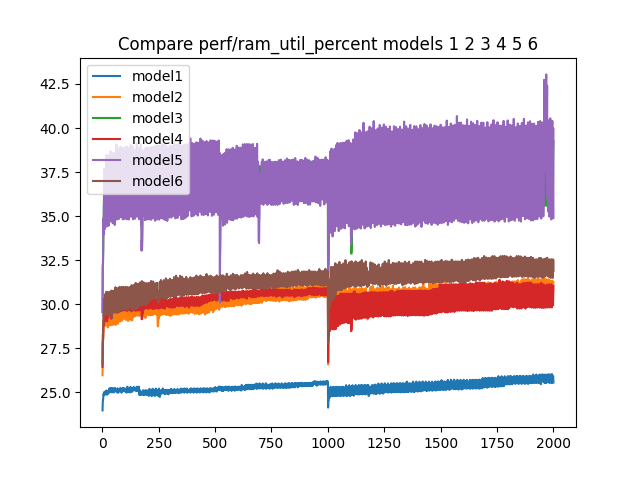 Compare perf/ram_util_percent models 1 2 3 4 5 6
42.5
40.0
37.5
35.0
32.5
30.0
27.5
25.0
model1
model2
model3
model4
model5
model6
0 250 500 750 1000 1250 1500 1750 2000